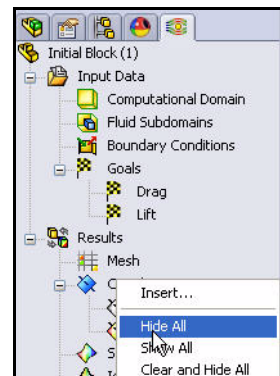 Initial Block (1)
Input Data
Computational Domain
Fluid Subdomains
Boundary Conditions
Goals
Drag
Lift
Results
Mesh
Insert...
Hide All
Show All
Clear and Hide All